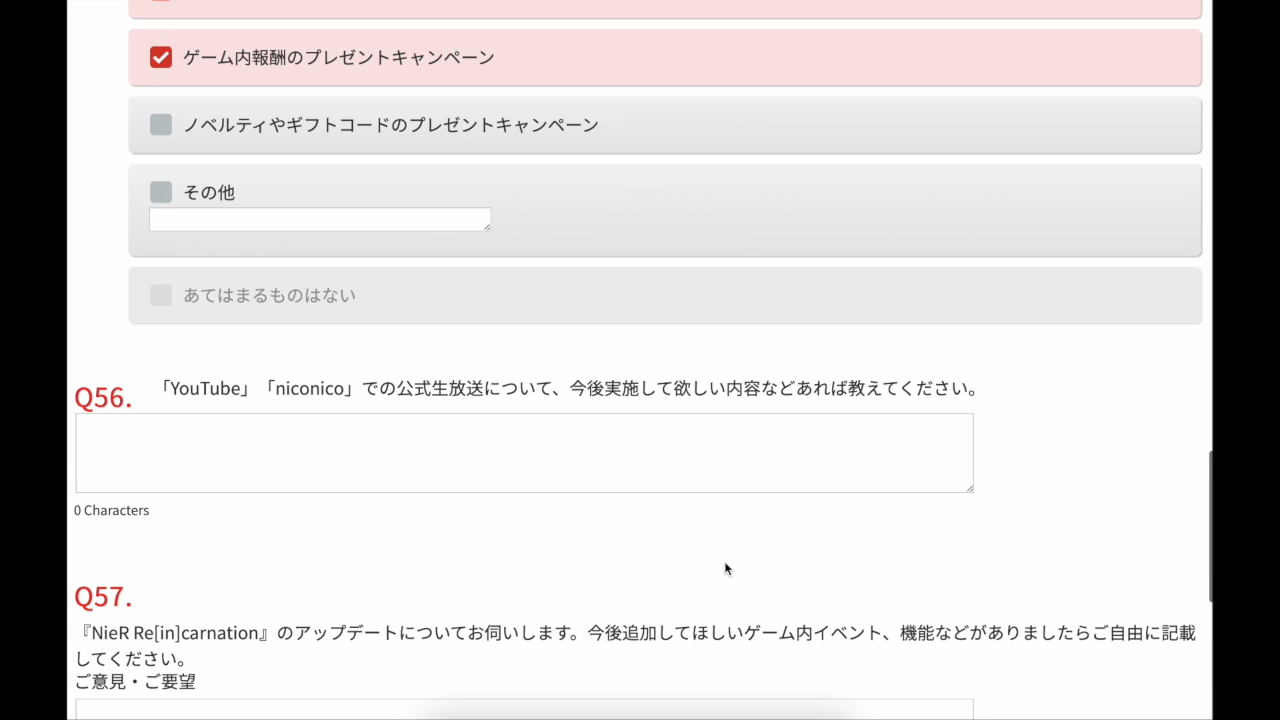 ゲーム内報酬のプレゼントキャンペーン
ノベルティやギフトコードのプレゼントキャンペーン
その他
あてはまるものはない
Q56. 「YouTube」「niconico」での公式生放送について、今後実施して欲しい内容などあれば教えてください。
0 Characters
Q57.
『NieR Re[in]carnation』のアップデートについてお伺いします。今後追加してほしいゲーム内イベント、機能などがありましたらご自由に記載
してください。
ご意見・ご要望